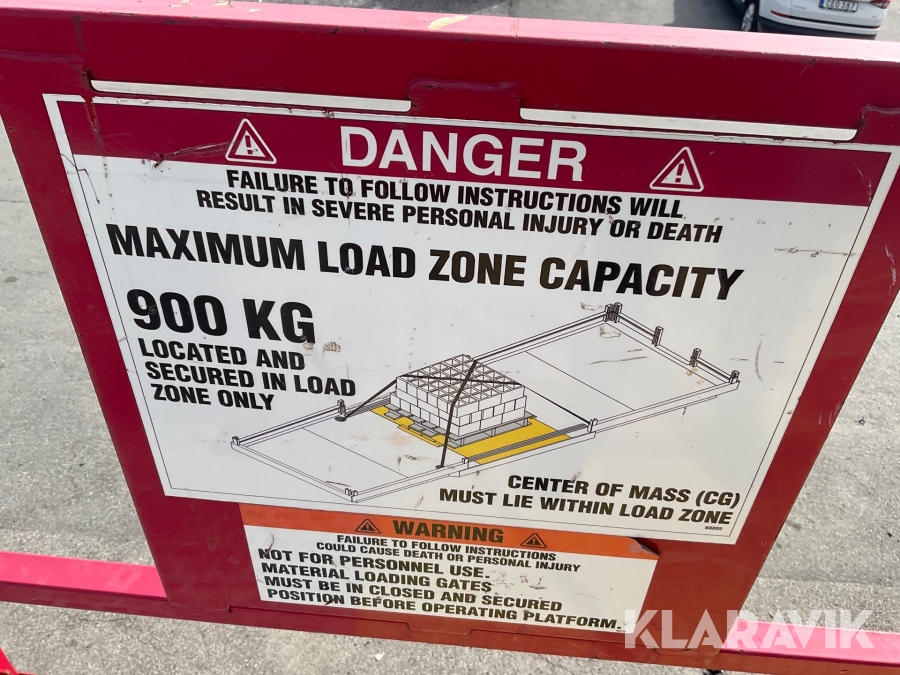 CEO 387
DANGER
FAILURE TO FOLLOW INSTRUCTIONS WILL
RESULT IN SEVERE PERSONAL INJURY OR DEATH
MAXIMUM LOAD ZONE CAPACITY
900 KG
LOCATED AND
SECURED IN LOAD
ZONE ONLY
CENTER OF MASS (CG)
MUST LIE WITHIN LOAD ZONE
WARNING
FAILURE TO FOLLOW INSTRUCTIONS
COULD CAUSE DEATH OR PERSONAL INJURY
NOT FOR PERSONNEL USE.
MATERIAL LOADING GATES
MUST BE IN CLOSED AND SECURED
POSITION BEFORE OPERATING PLATFORM.
KLARAVIK